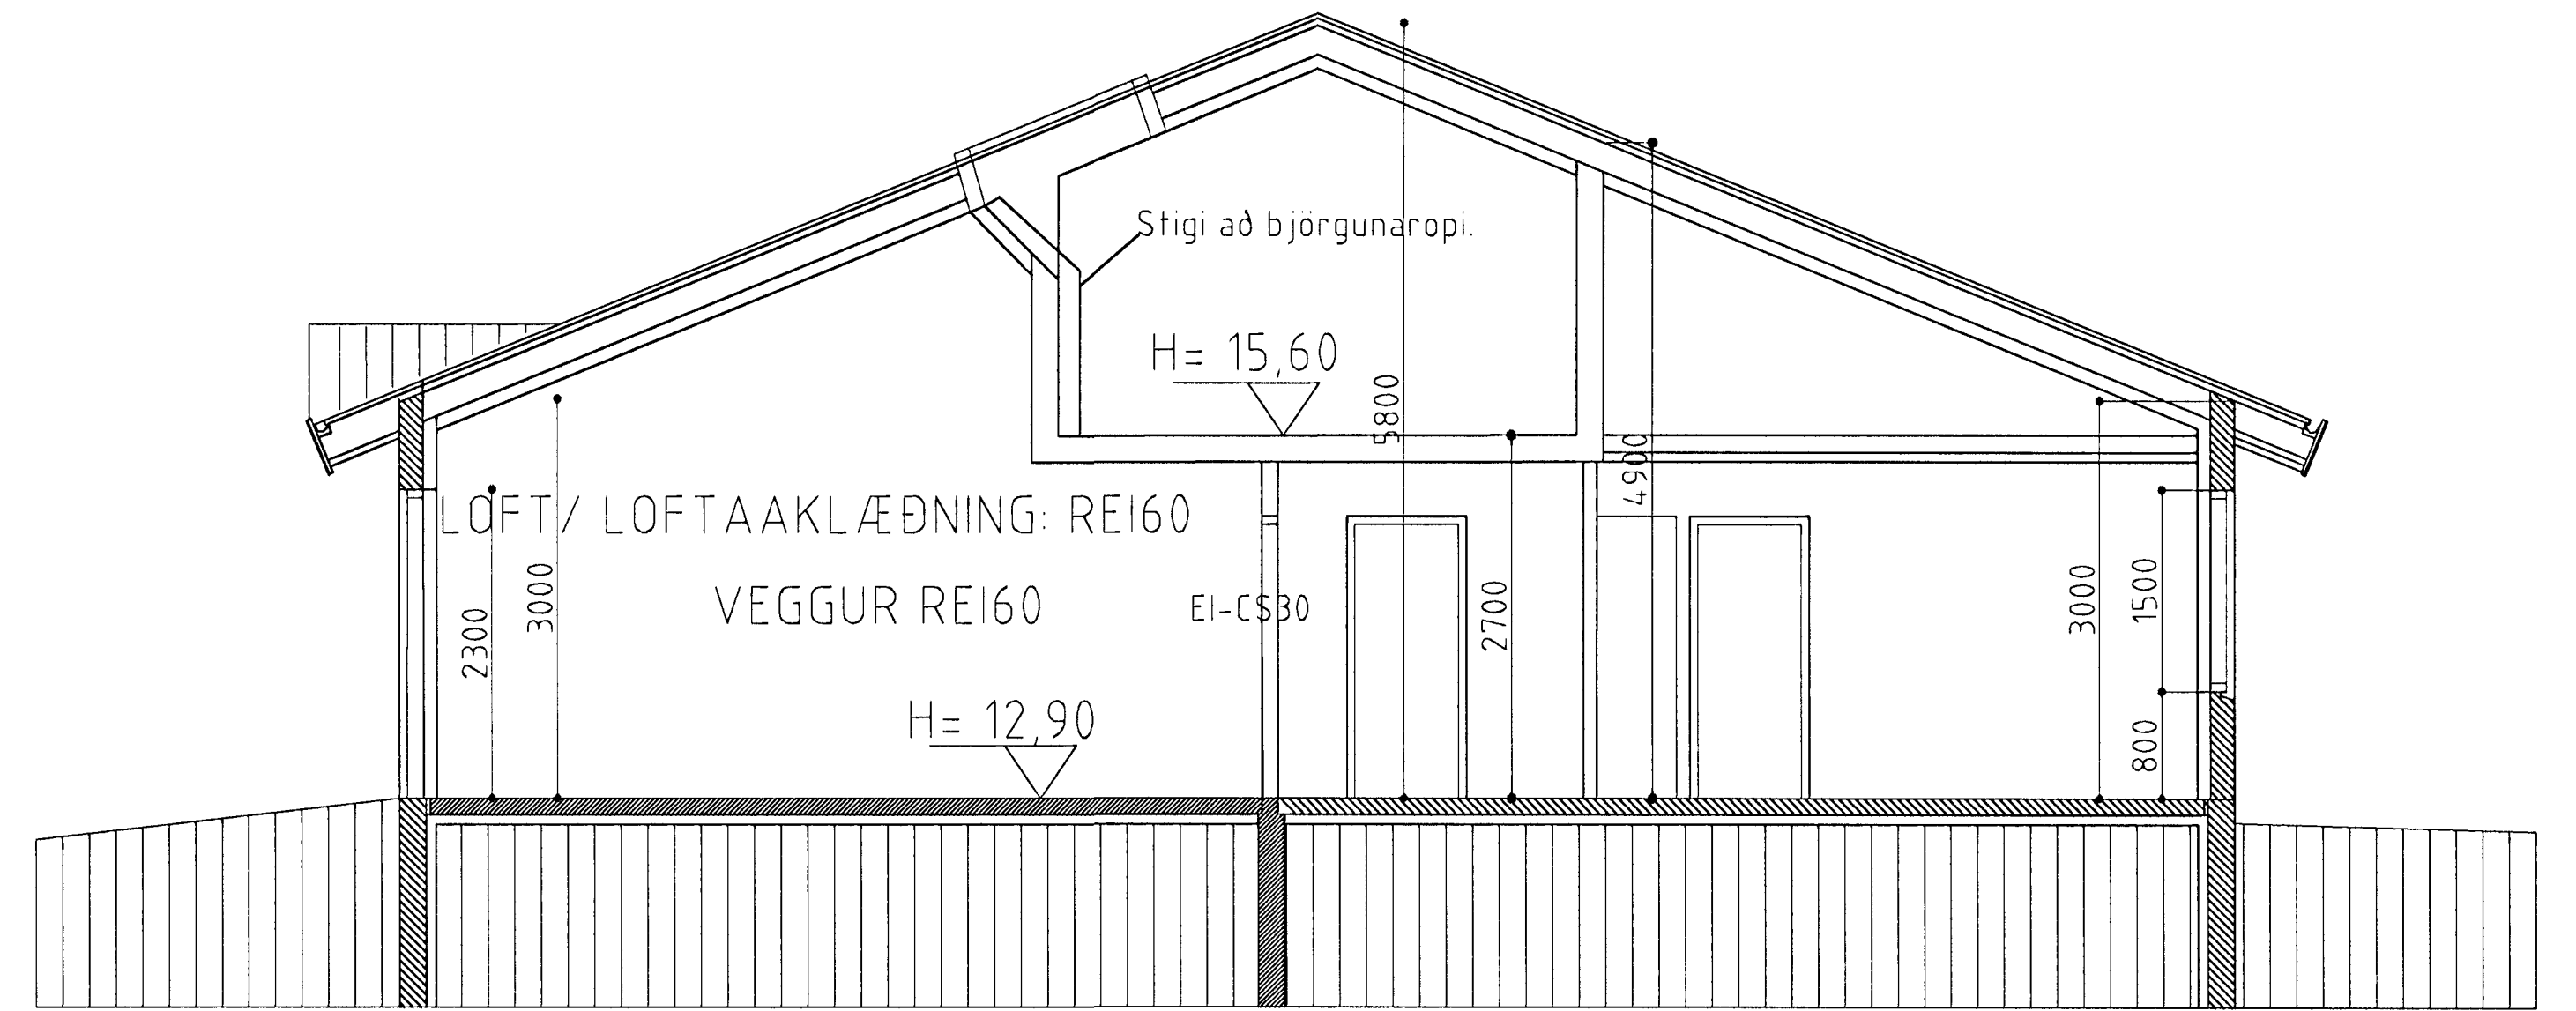 Stigi að björgunaropi.
H= 15,60
5800
4900
LOFT/ LOFTAAKLÆÐNING: REI60
VEGGUR REI60
EI-CS30
2300
3000
2700
3000
1500
800
H= 12,90